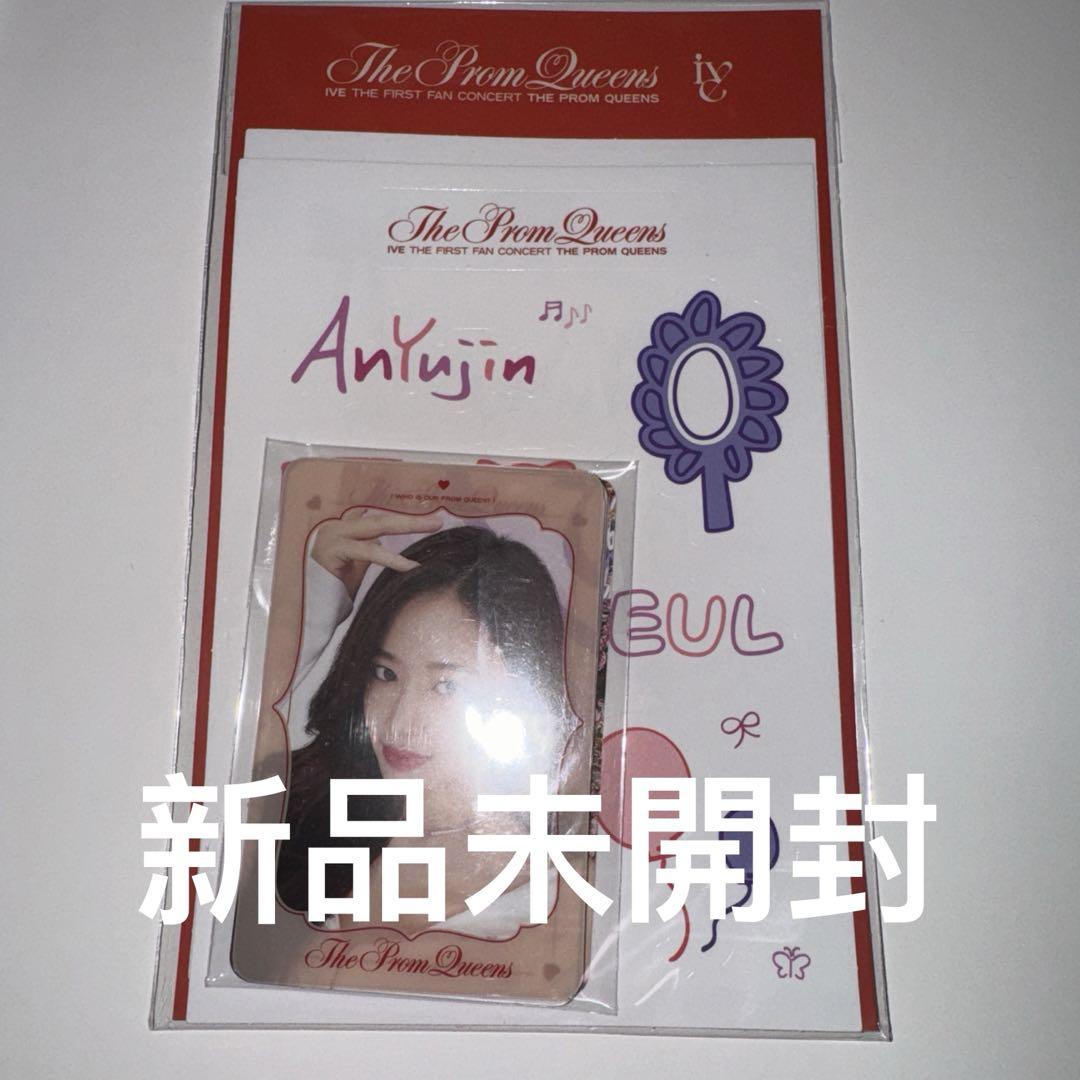 The Prom Queens ive
IVE THE FIRST FAN CONCERT THE PROM QUEENS
The Prom Queens
IVE THE FIRST FAN CONCERT THE PROM QUEENS
AnYujin
! WHO IS OUR PROM QUEEN? !
EUL
新品未開封
The Prom Queens